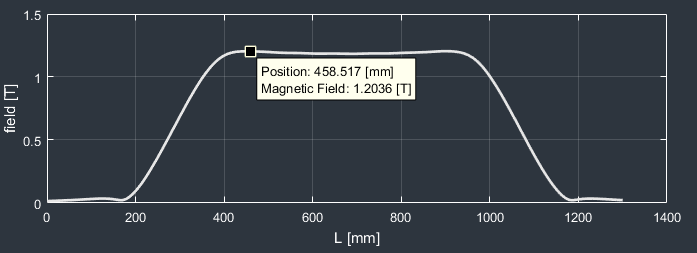 1.5
1
0.5
0
field [T]
Position: 458.517 [mm]
Magnetic Field: 1.2036 [T]
0 200 400 600 800 1000 1200 1400
L [mm]